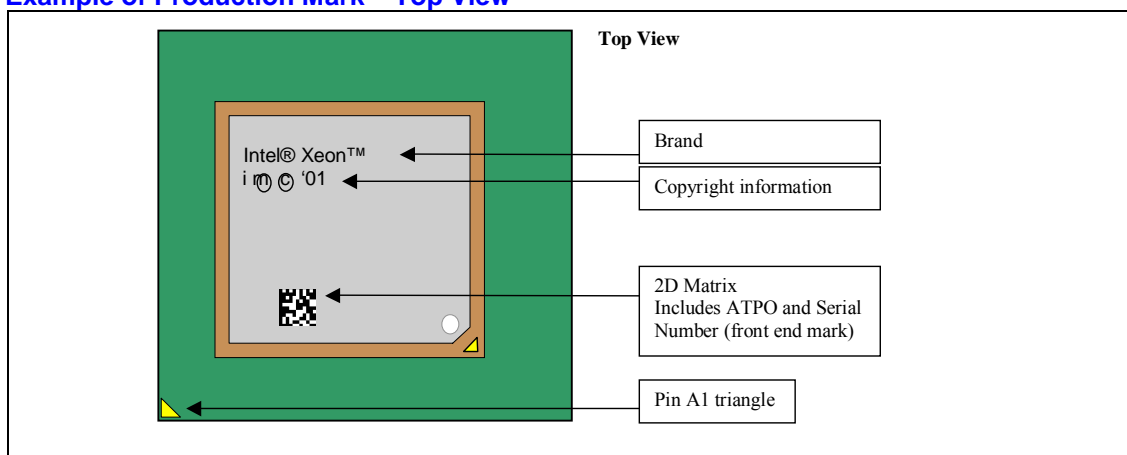 Example of Production Mark – Top View
Top View
Intel® Xeon™
i m c '01
Brand
Copyright information
2D Matrix
Includes ATPO and Serial
Number (front end mark)
Pin A1 triangle